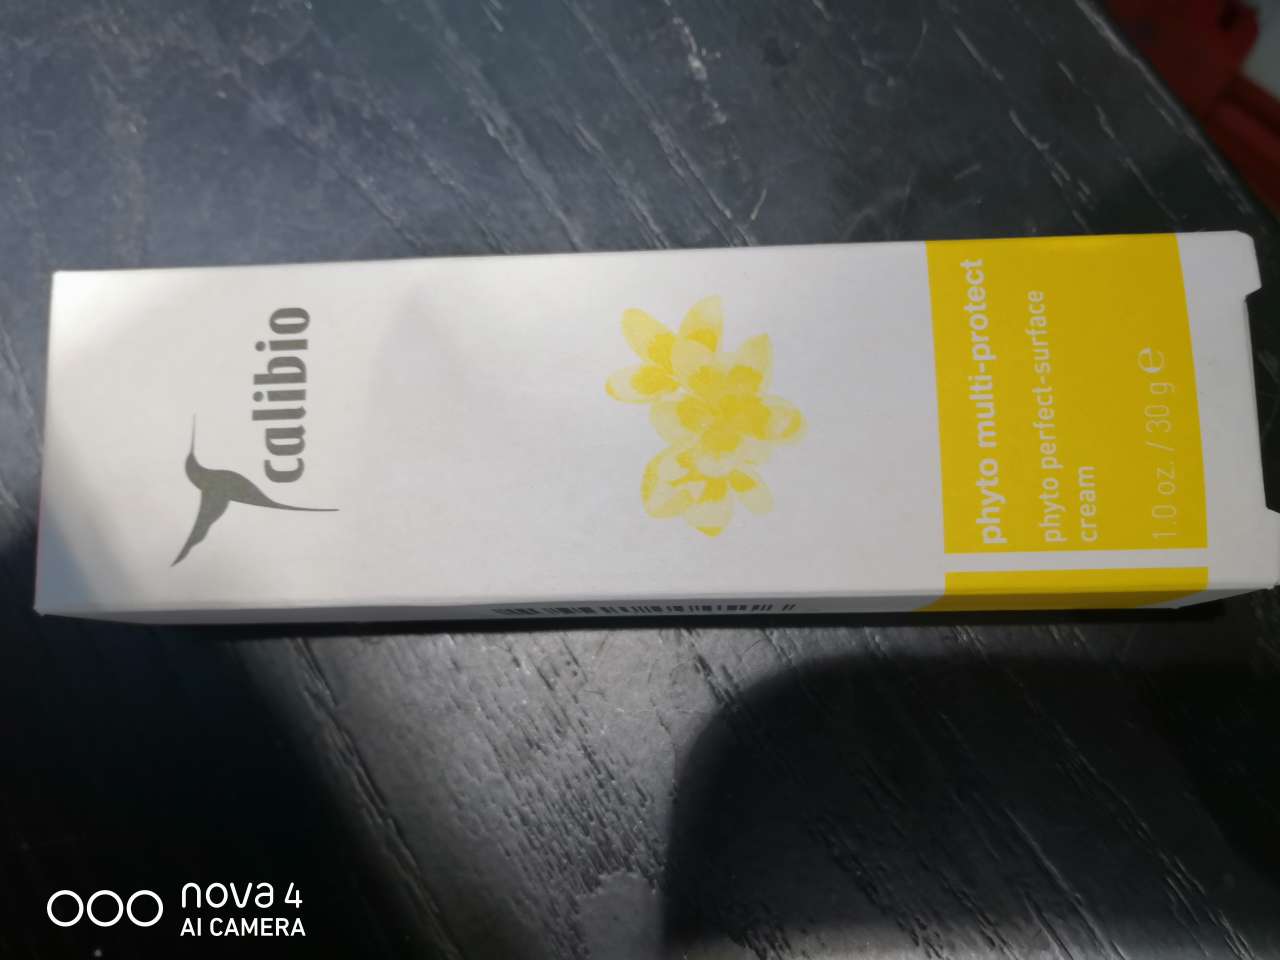 calibio
phyto multi-protect
phyto perfect-surface
cream
1.0 oz. / 30 g ℮
nova 4
AI CAMERA